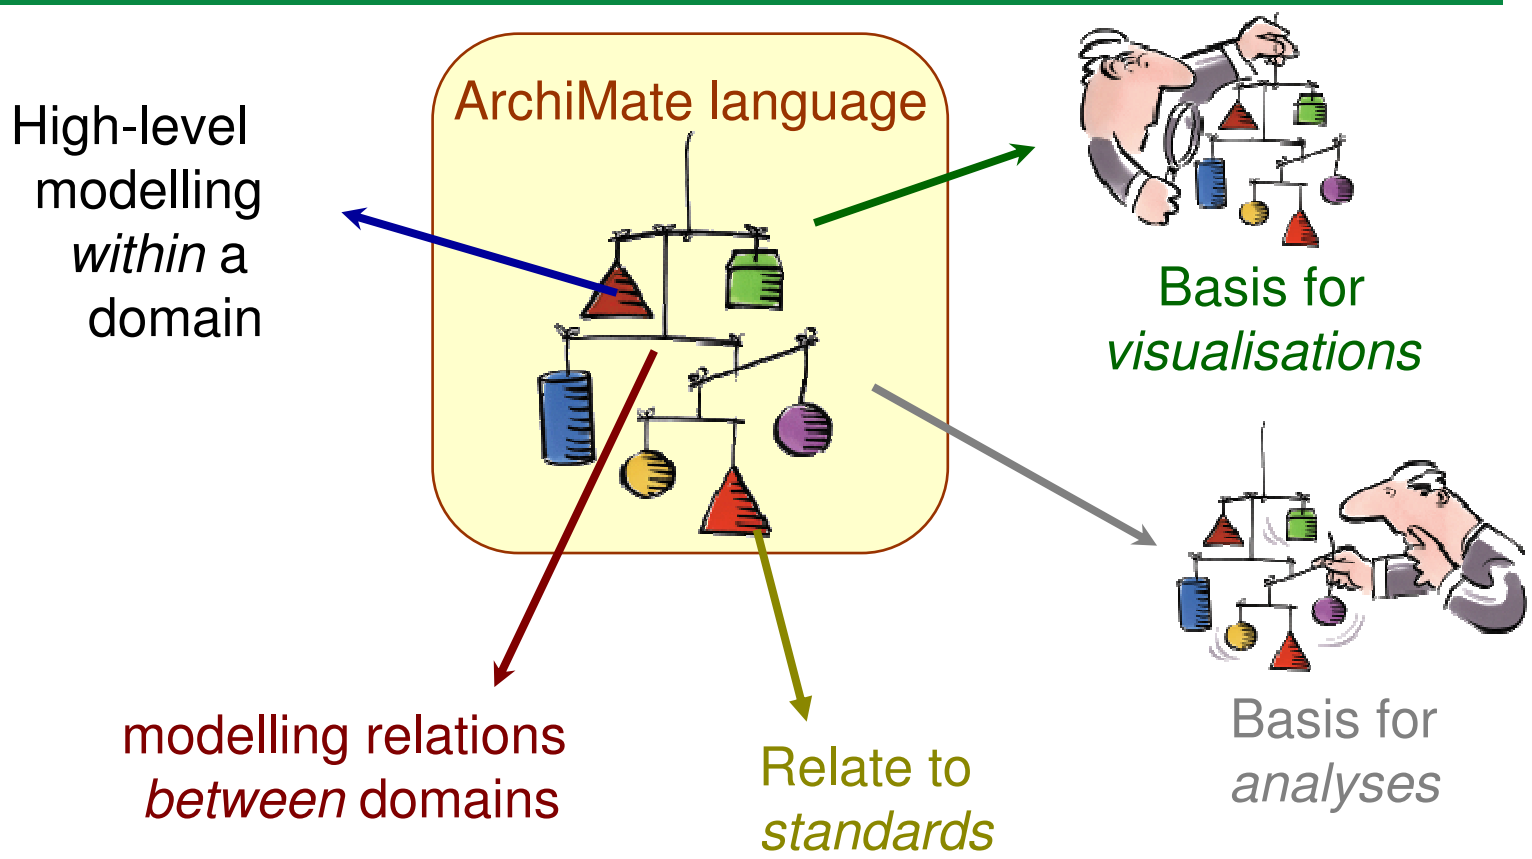 ArchiMate language
High-level
modelling
within a
domain
Basis for
visualisations
modelling relations
between domains
Relate to
standards
Basis for
analyses